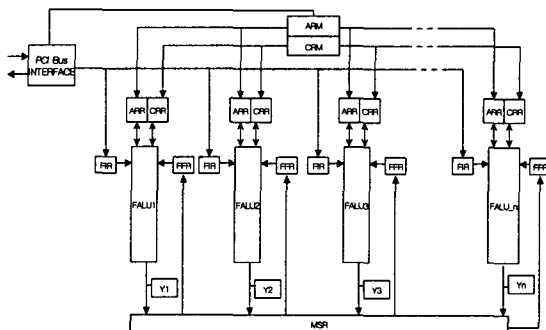 ARM
CRM
PCI Bus
INTERFACE
ARR CRR
ARR CRR
ARR CRR
ARR CRR
FIR FFR
FIR FFR
FIR FFR
FIR FFR
FALU1
FALU2
FALU3
FALU_n
Y1
Y2
Y3
Yn
MSR